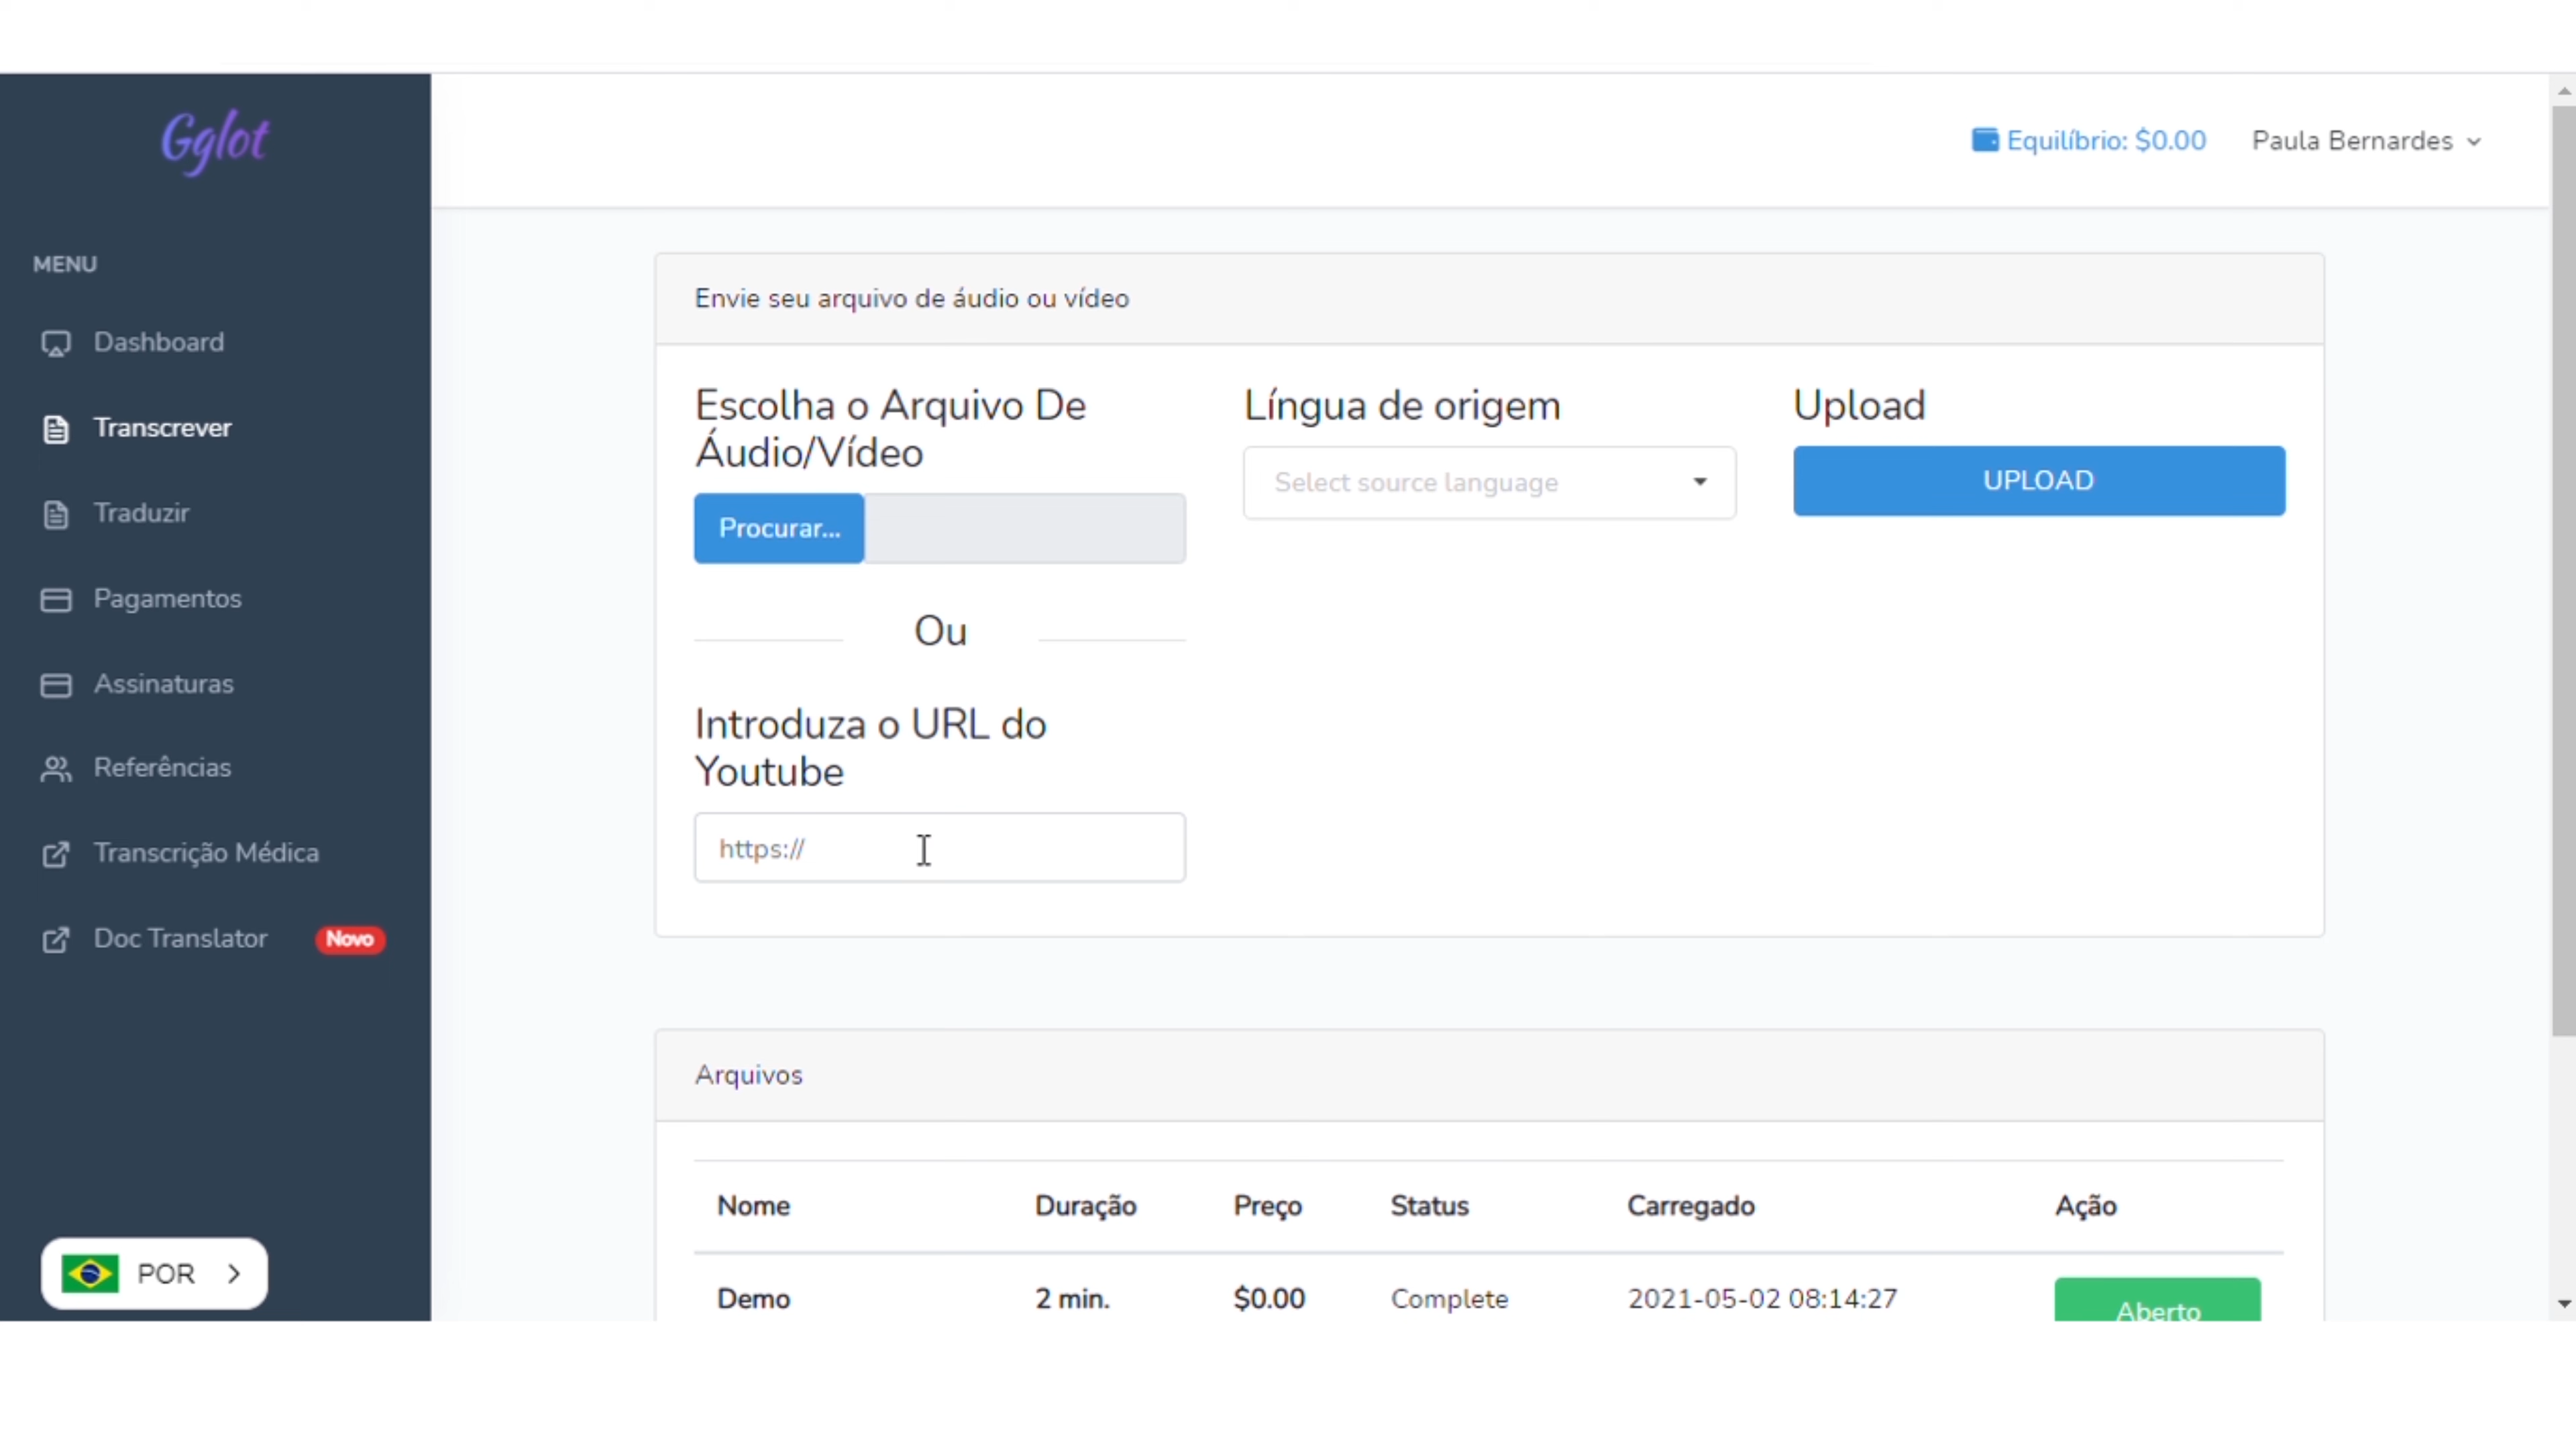 Gglot
Equilíbrio: $0.00
Paula Bernardes
MENU
Dashboard
Transcrever
Traduzir
Pagamentos
Assinaturas
Referências
Transcrição Médica
Doc Translator Novo
POR
Envie seu arquivo de áudio ou vídeo
Escolha o Arquivo De
Áudio/Vídeo
Procurar...
Ou
Introduza o URL do
Youtube
https://
Língua de origem
Select source language
Upload
UPLOAD
Arquivos
Nome Duração Preço Status Carregado Ação
Demo 2 min. $0.00 Complete 2021-05-02 08:14:27 Aberto